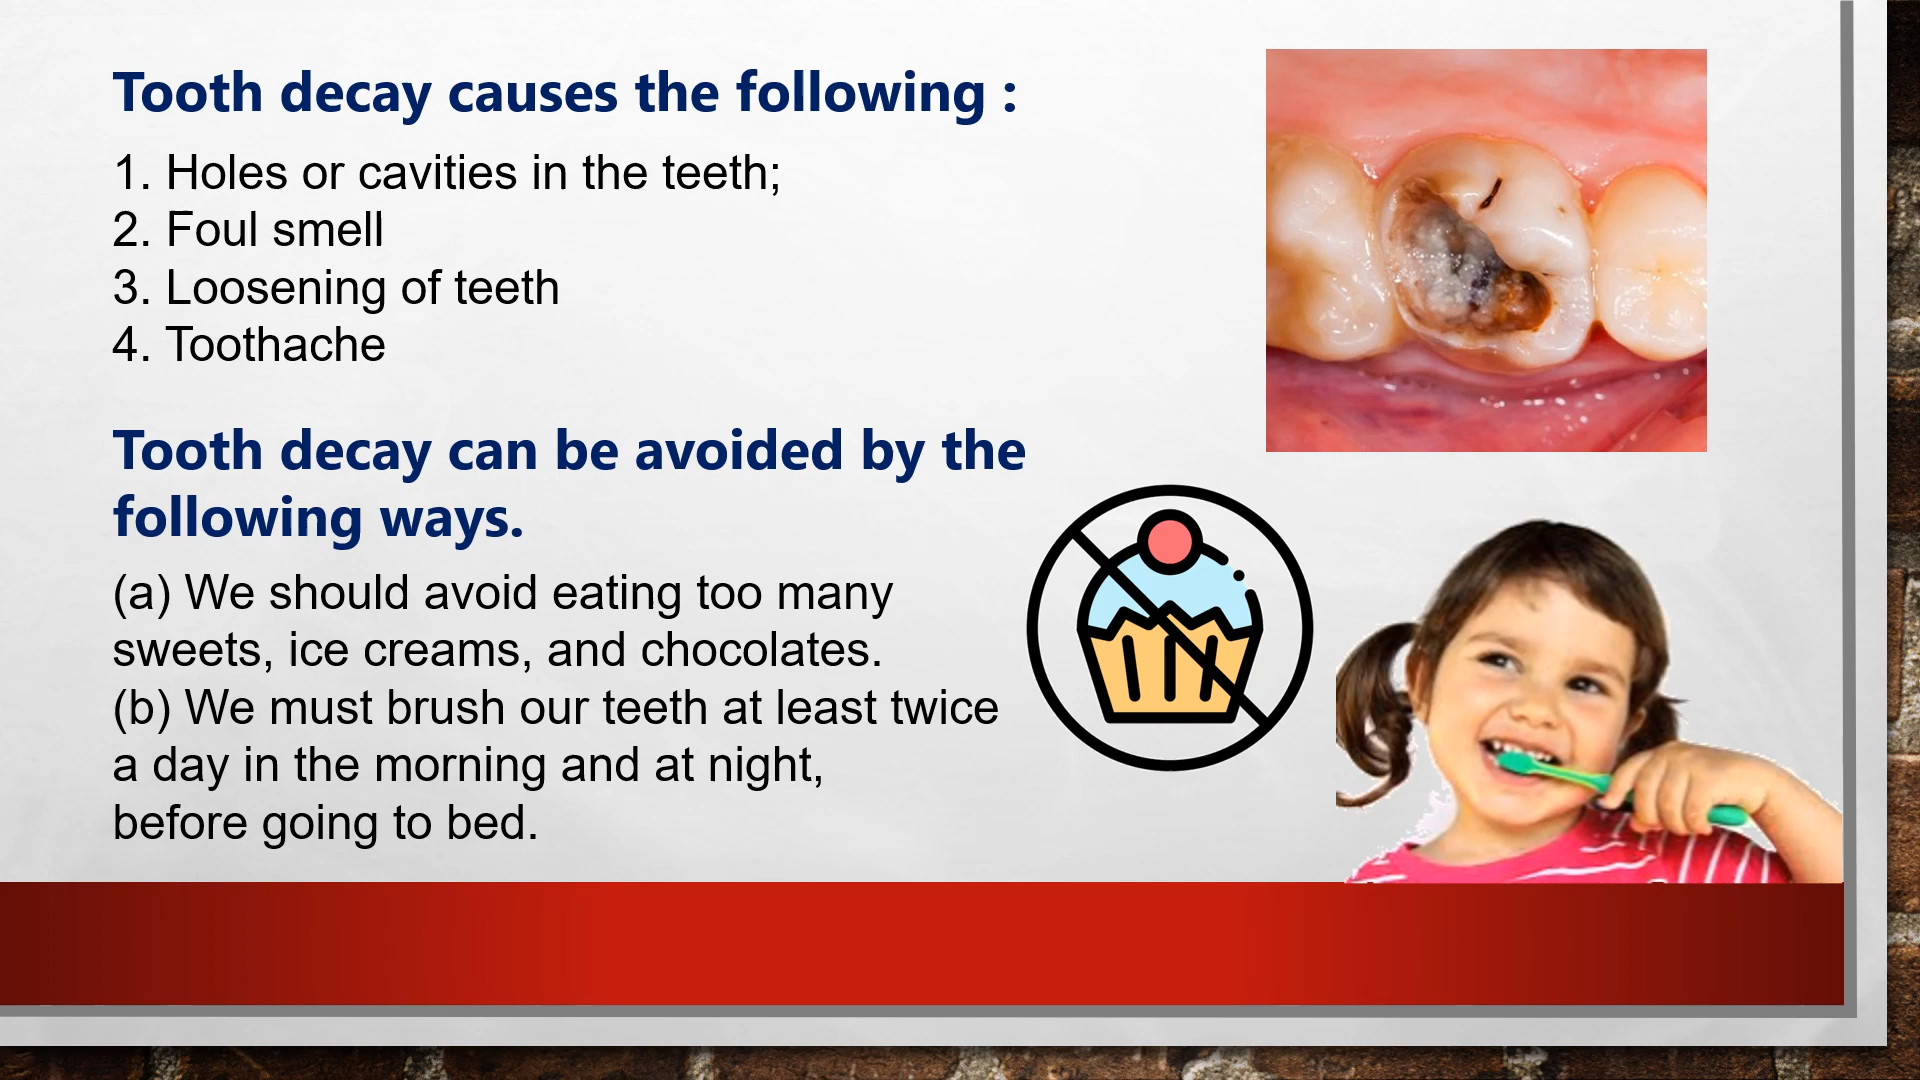 Tooth decay causes the following :
1. Holes or cavities in the teeth;
2. Foul smell
3. Loosening of teeth
4. Toothache
Tooth decay can be avoided by the
following ways.
(a) We should avoid eating too many
sweets, ice creams, and chocolates.
(b) We must brush our teeth at least twice
a day in the morning and at night,
before going to bed.